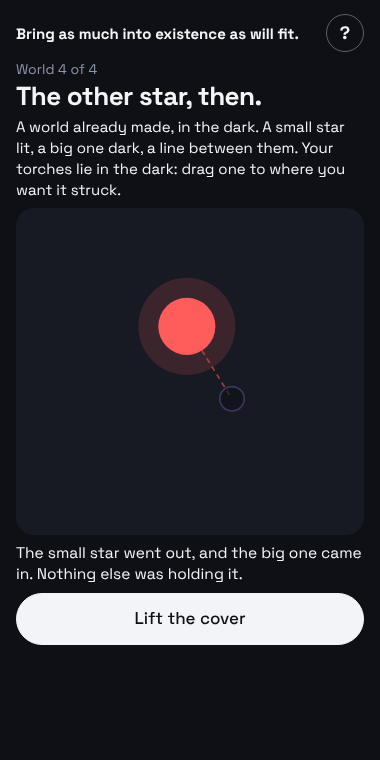 Bring as much into existence as will fit.
?
World 4 of 4
The other star, then.
A world already made, in the dark. A small star
lit, a big one dark, a line between them. Your
torches lie in the dark: drag one to where you
want it struck.
The small star went out, and the big one came
in. Nothing else was holding it.
Lift the cover